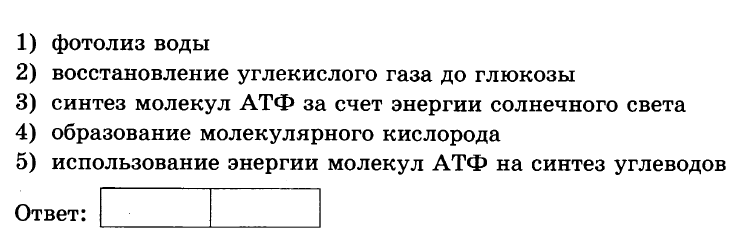 1) фотолиз воды
2) восстановление углекислого газа до глюкозы
3) синтез молекул АТФ за счет энергии солнечного света
4) образование молекулярного кислорода
5) использование энергии молекул АТФ на синтез углеводов
Ответ: